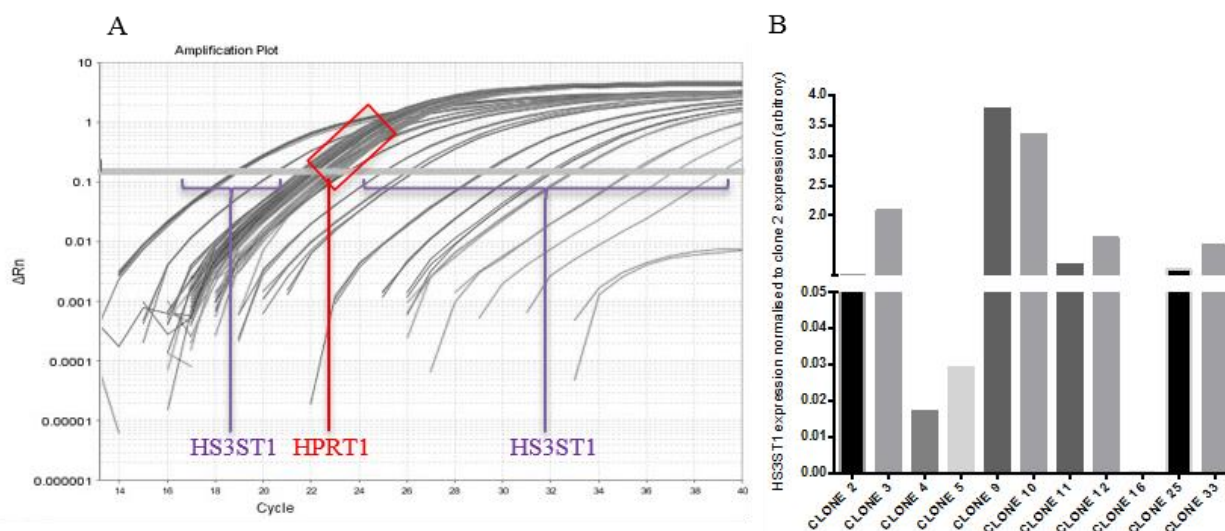 A
Amplification Plot
10
1
0.1
0.01
0.001
0.0001
0.00001
0.000001
ΔRn
14 16 18 20 22 24 26 28 30 32 34 36 38 40
Cycle
HS3ST1 HPRT1 HS3ST1
B
HS3ST1 expression normalised to clone 2 expression (arbitrory)
4.0
3.5
3.0
2.5
2.0
0.05
0.04
0.03
0.02
0.01
0.00
CLONE 2
CLONE 3
CLONE 4
CLONE 5
CLONE 9
CLONE 10
CLONE 11
CLONE 12
CLONE 16
CLONE 25
CLONE 33